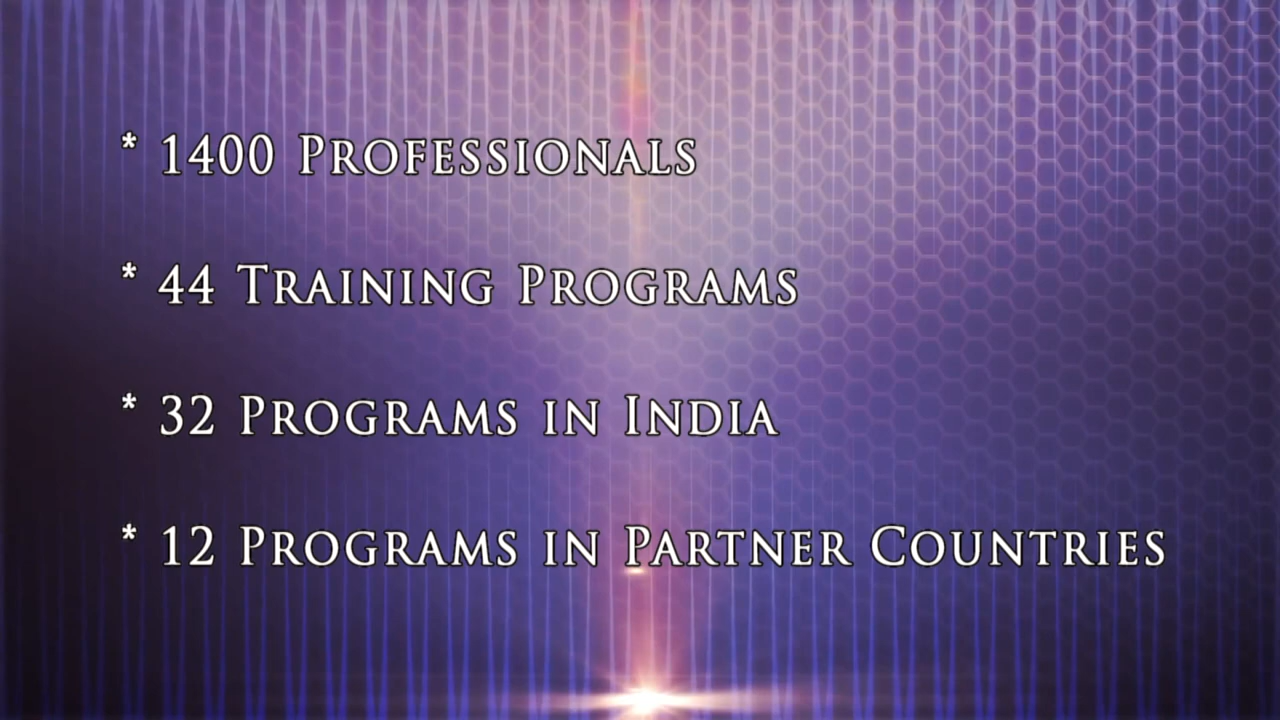 * 1400 Professionals
* 44 Training Programs
* 32 Programs in India
* 12 Programs in Partner Countries